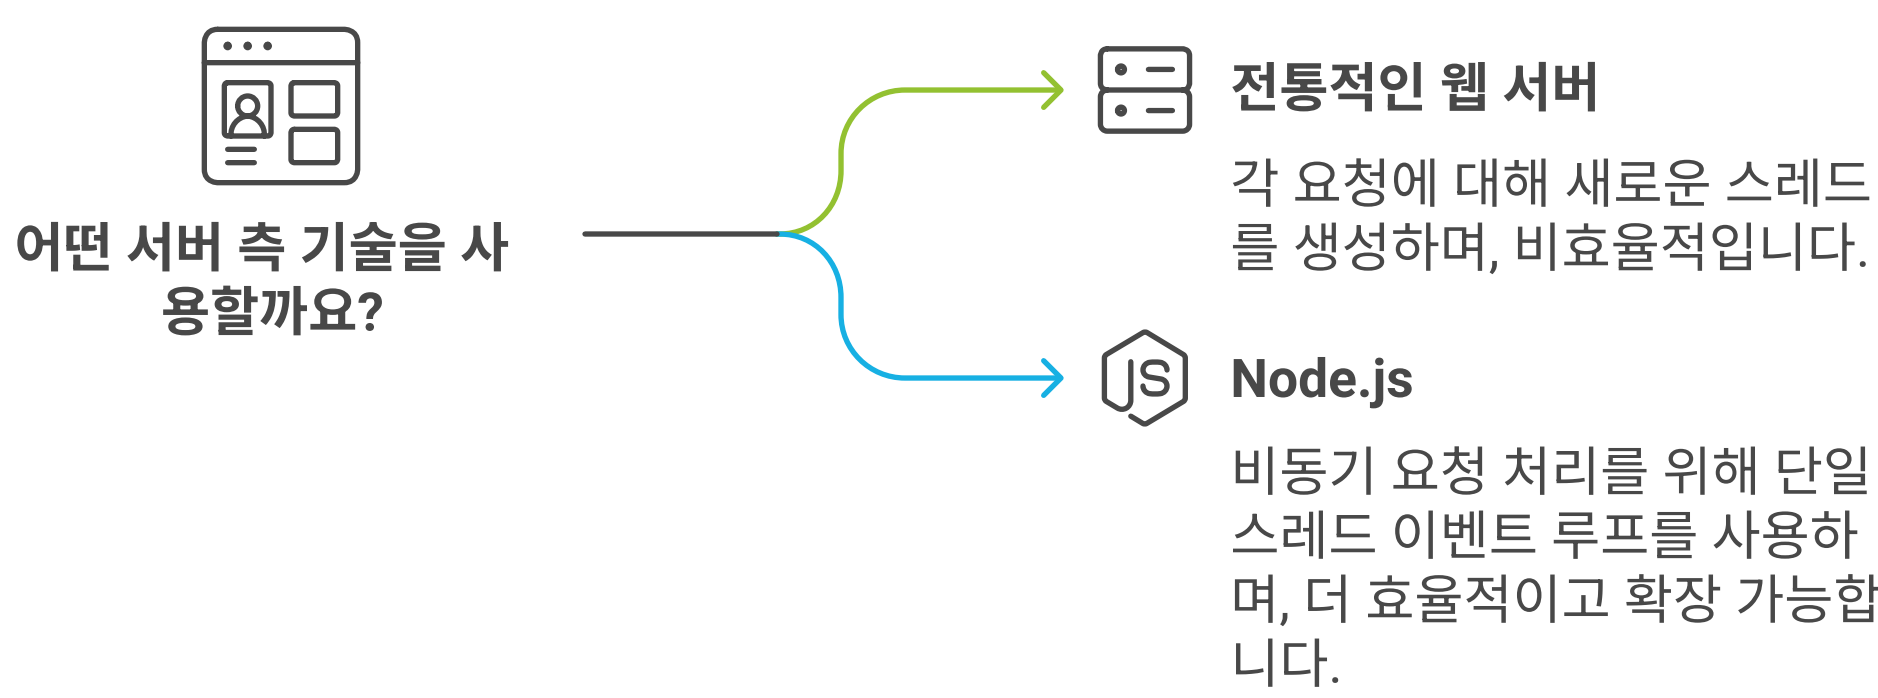 어떤 서버 측 기술을 사
용할까요?
전통적인 웹 서버
각 요청에 대해 새로운 스레드
를 생성하며, 비효율적입니다.
JS
Node.js
비동기 요청 처리를 위해 단일
스레드 이벤트 루프를 사용하
며, 더 효율적이고 확장 가능합
니다.